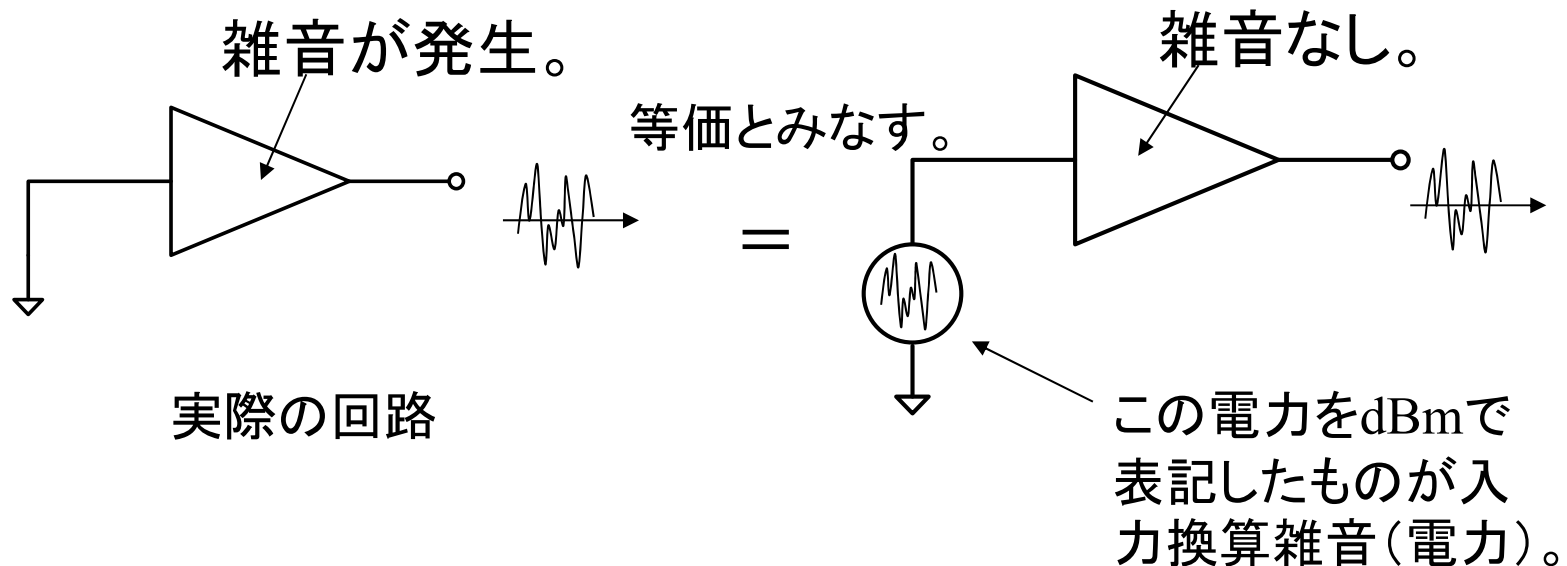 雑音が発生。
雑音なし。
等価とみなす。
＝
実際の回路
この電力をdBmで
表記したものが入
力換算雑音（電力）。